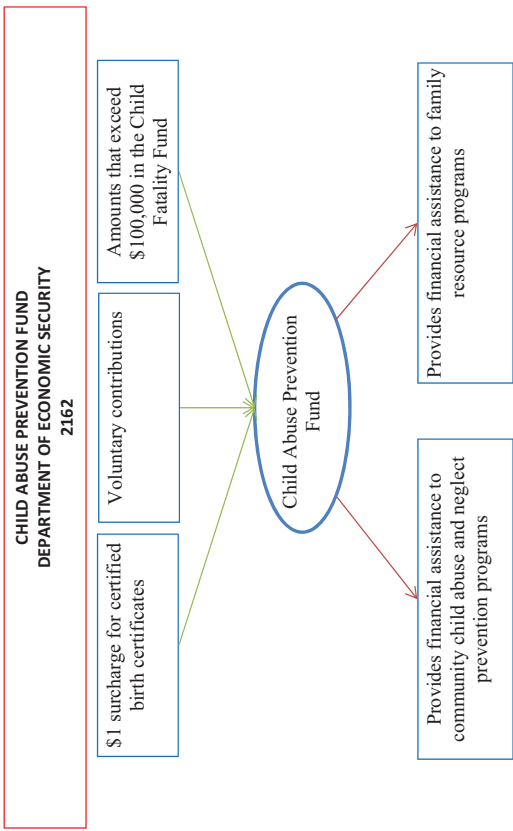 CHILD ABUSE PREVENTION FUND
DEPARTMENT OF ECONOMIC SECURITY
2162
$1 surcharge for certified
birth certificates
Voluntary contributions
Amounts that exceed
$100,000 in the Child
Fatality Fund
Child Abuse Prevention
Fund
Provides financial assistance to
community child abuse and neglect
prevention programs
Provides financial assistance to family
resource programs